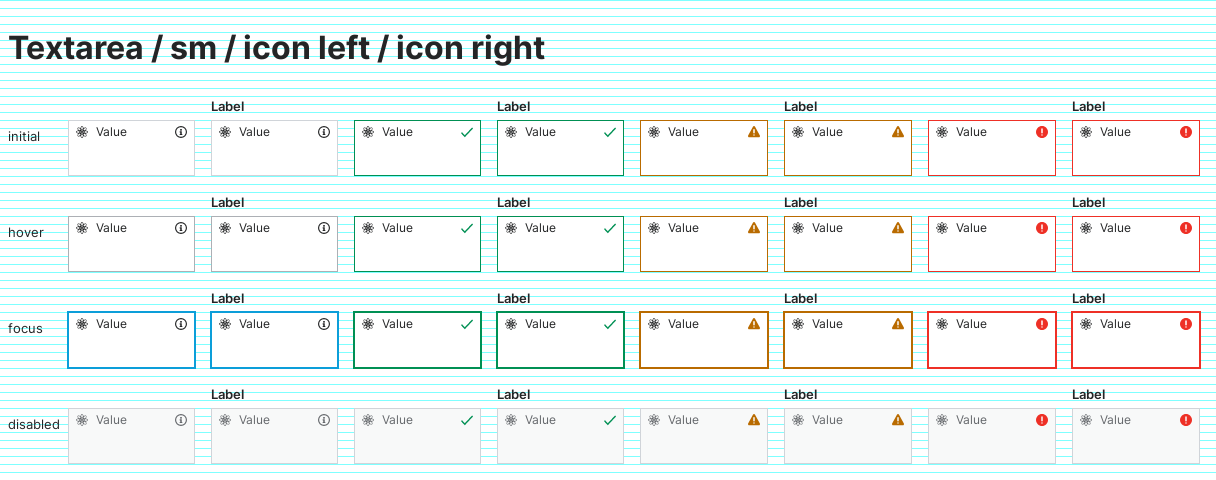 Textarea / sm / icon left / icon right
Label Label Label Label
initial Value Value Value Value Value Value Value Value
Label Label Label Label
hover Value Value Value Value Value Value Value Value
Label Label Label Label
focus Value Value Value Value Value Value Value Value
Label Label Label Label
disabled Value Value Value Value Value Value Value Value